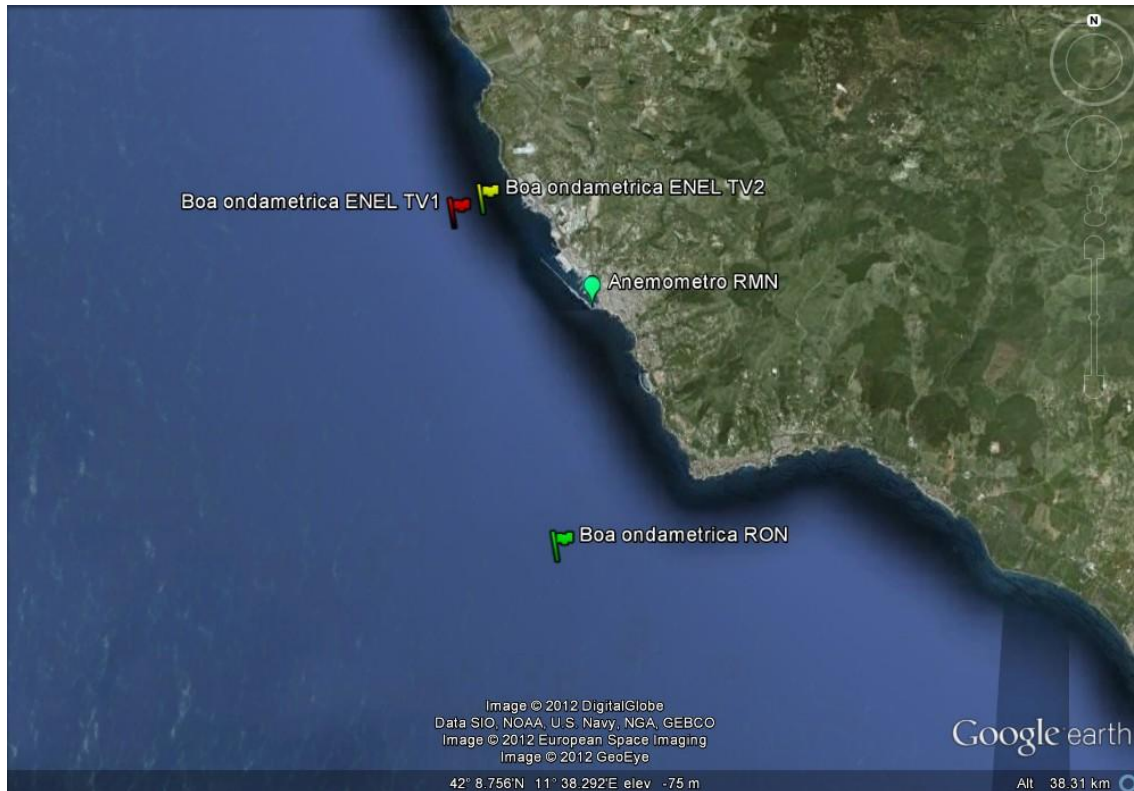 N
Boa ondametrica ENEL TV2
Boa ondametrica ENEL TV1
Anemometro RMN
Boa ondametrica RON
Image © 2012 DigitalGlobe
Data SIO, NOAA, U.S. Navy, NGA, GEBCO
Image © 2012 European Space Imaging
Image © 2012 GeoEye
Google earth
42° 8.756'N 11° 38.292'E elev -75 m Alt 38.31 km